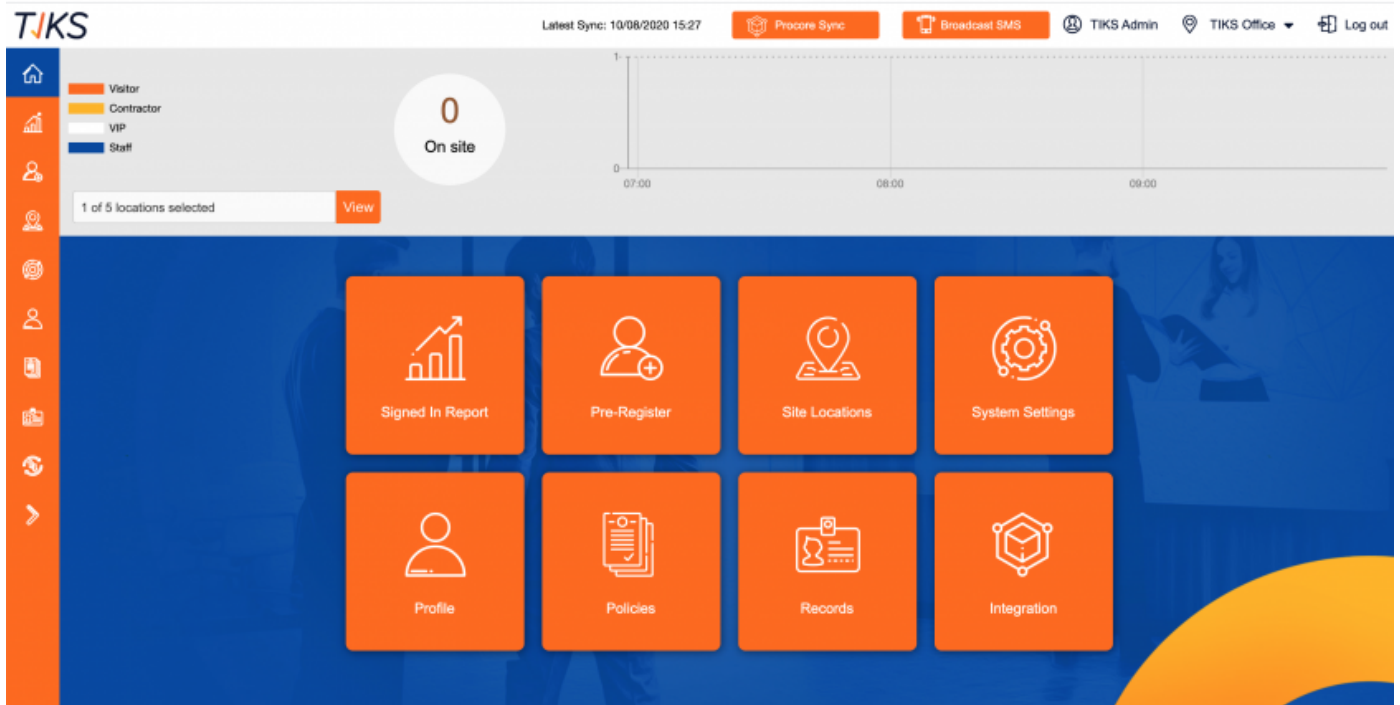 TIKS
Latest Sync: 10/08/2020 15:27
Procore Sync
Broadcast SMS
TIKS Admin
TIKS Office
Log out
Visitor
Contractor
VIP
Staff
0
On site
1
0
07:00
08:00
09:00
1 of 5 locations selected
View
Signed In Report
Pre-Register
Site Locations
System Settings
Profile
Policies
Records
Integration